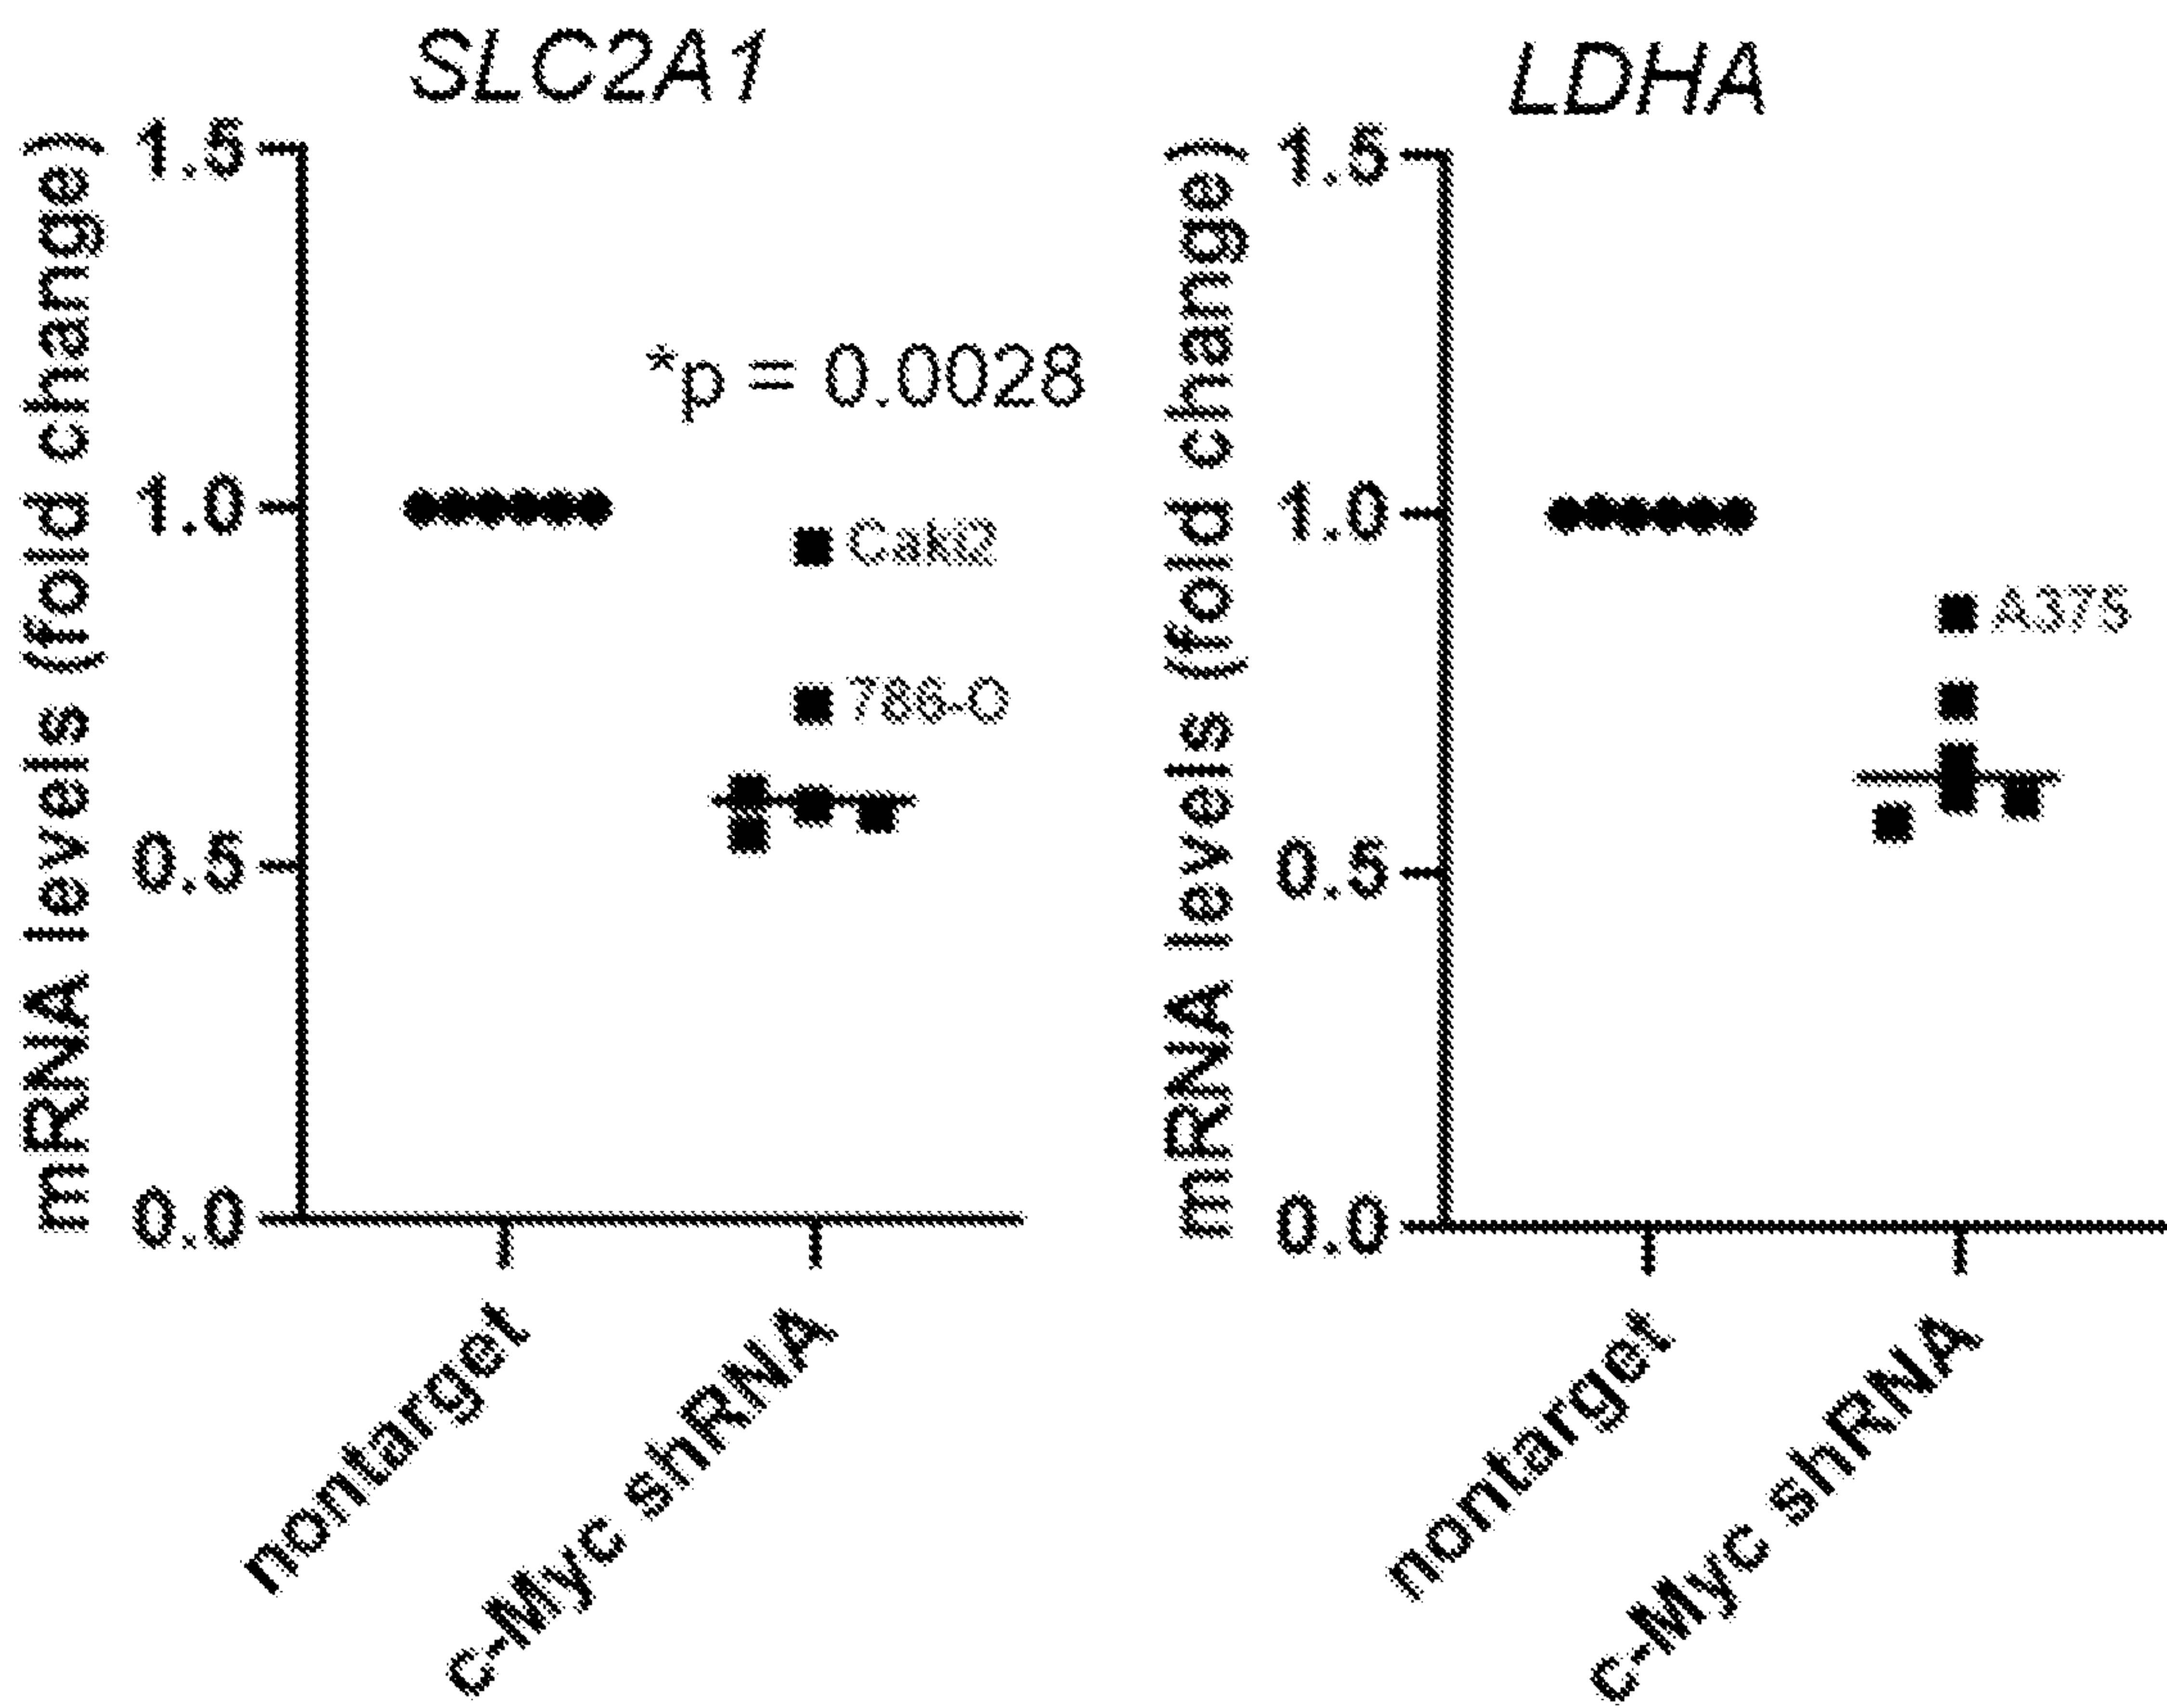 SLC2A1
mRNA levels (fold change)
1.5
1.0
0.5
0.0
*p = 0.0028
Caki2
786-O
nontarget
c-Myc shRNA
LDHA
mRNA levels (fold change)
1.5
1.0
0.5
0.0
A375
nontarget
c-Myc shRNA